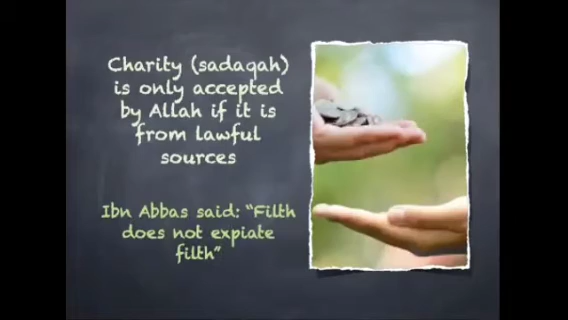 Charity (sadaqah)
is only accepted
by Allah if it is
from lawful
sources
Ibn Abbas said: "Filth
does not expiate
filth"